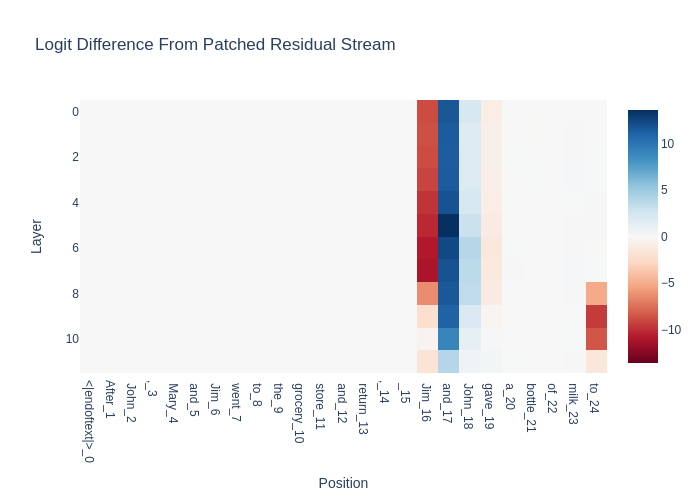 Logit Difference From Patched Residual Stream
0
2
4
6
8
10
Layer
10
5
0
−5
−10
<|endoftext|>_0
After_1
John_2
,_3
Mary_4
and_5
Jim_6
went_7
to_8
the_9
grocery_10
store_11
and_12
return_13
,_14
_15
Jim_16
and_17
John_18
gave_19
a_20
bottle_21
of_22
milk_23
to_24
Position